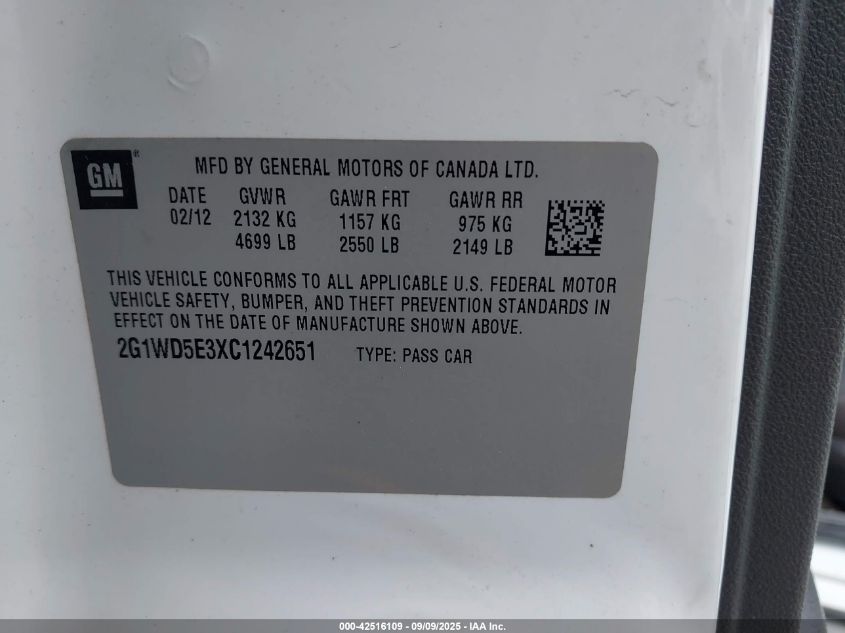 GM ®
MFD BY GENERAL MOTORS OF CANADA LTD.
DATE GVWR GAWR FRT GAWR RR
02/12 2132 KG 1157 KG 975 KG
4699 LB 2550 LB 2149 LB
THIS VEHICLE CONFORMS TO ALL APPLICABLE U.S. FEDERAL MOTOR
VEHICLE SAFETY, BUMPER, AND THEFT PREVENTION STANDARDS IN
EFFECT ON THE DATE OF MANUFACTURE SHOWN ABOVE.
2G1WD5E3XC1242651 TYPE: PASS CAR
000-42516109 - 09/09/2025 - IAA Inc.